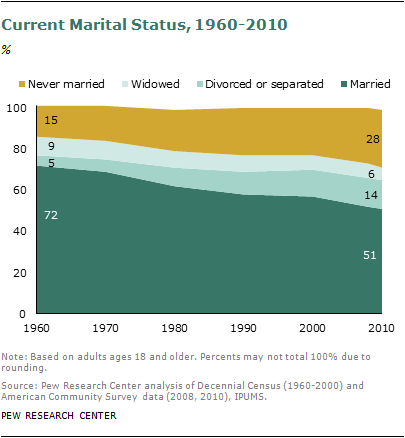 Current Marital Status, 1960-2010
%
Never married Widowed Divorced or separated Married
100
80
60
40
20
0
15
9
5
72
28
6
14
51
1960 1970 1980 1990 2000 2010
Note: Based on adults ages 18 and older. Percents may not total 100% due to
rounding.
Source: Pew Research Center analysis of Decennial Census (1960-2000) and
American Community Survey data (2008, 2010), IPUMS.
PEW RESEARCH CENTER